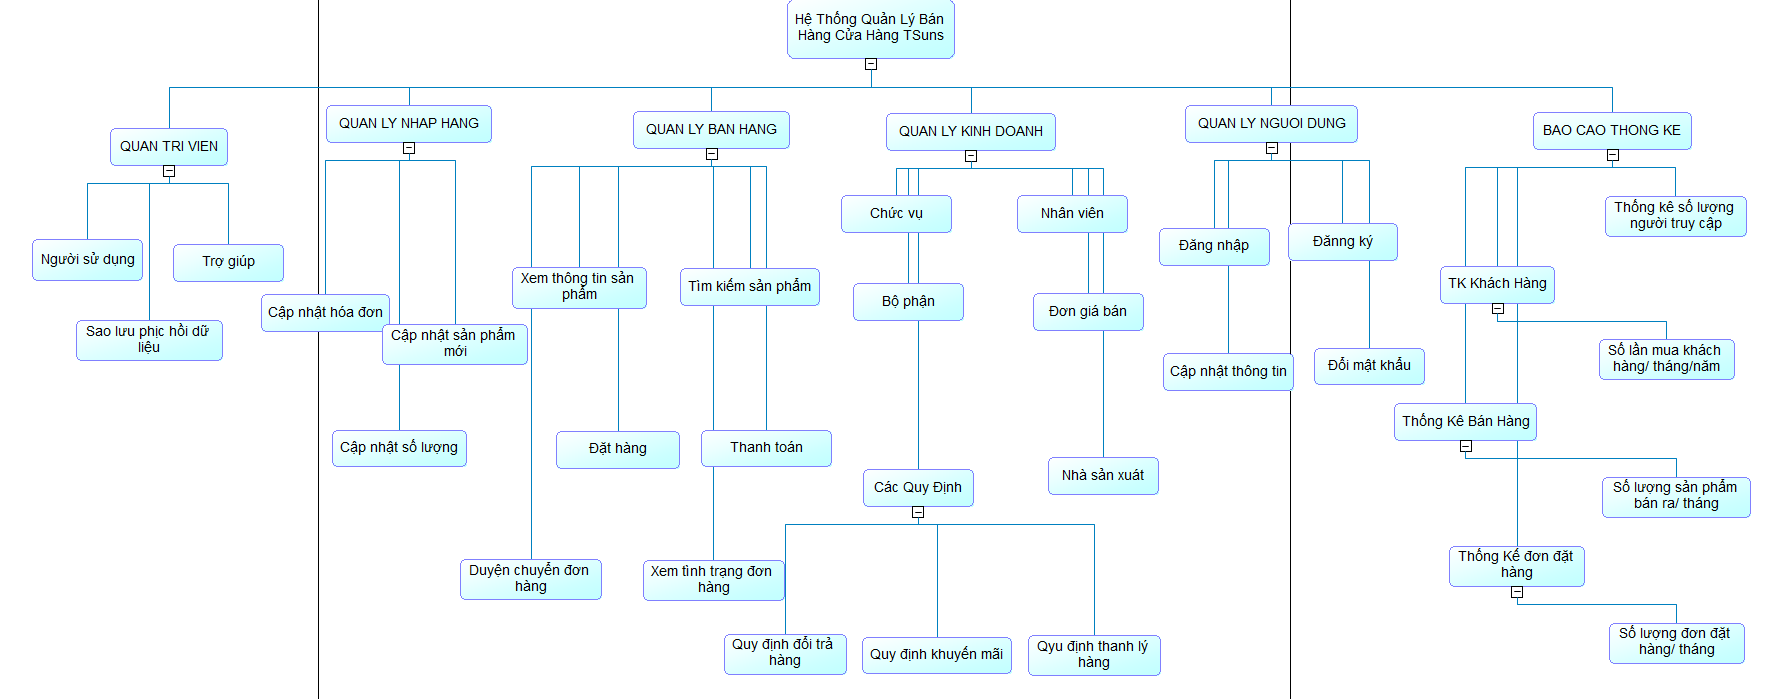 Hệ Thống Quản Lý Bán
Hàng Cửa Hàng TSuns
QUAN TRI VIEN
QUAN LY NHAP HANG
QUAN LY BAN HANG
QUAN LY KINH DOANH
QUAN LY NGUOI DUNG
BAO CAO THONG KE
Người sử dụng
Trợ giúp
Sao lưu phịc hồi dữ
liệu
Cập nhật hóa đơn
Cập nhật sản phẩm
mới
Cập nhật số lượng
Xem thông tin sản
phẩm
Tìm kiếm sản phẩm
Đặt hàng
Thanh toán
Duyện chuyển đơn
hàng
Xem tình trạng đơn
hàng
Chức vụ
Nhân viên
Bộ phận
Đơn giá bán
Các Quy Định
Nhà sản xuát
Quy định đổi trả
hàng
Quy định khuyến mãi
Qyu định thanh lý
hàng
Đăng nhập
Đănng ký
Cập nhật thông tin
Đổi mật khẩu
Thống kê số lượng
người truy cập
TK Khách Hàng
Số lần mua khách
hàng/ tháng/năm
Thống Kê Bán Hàng
Số lượng sản phẩm
bán ra/ tháng
Thống Kế đơn đặt
hàng
Số lượng đơn đặt
hàng/ tháng